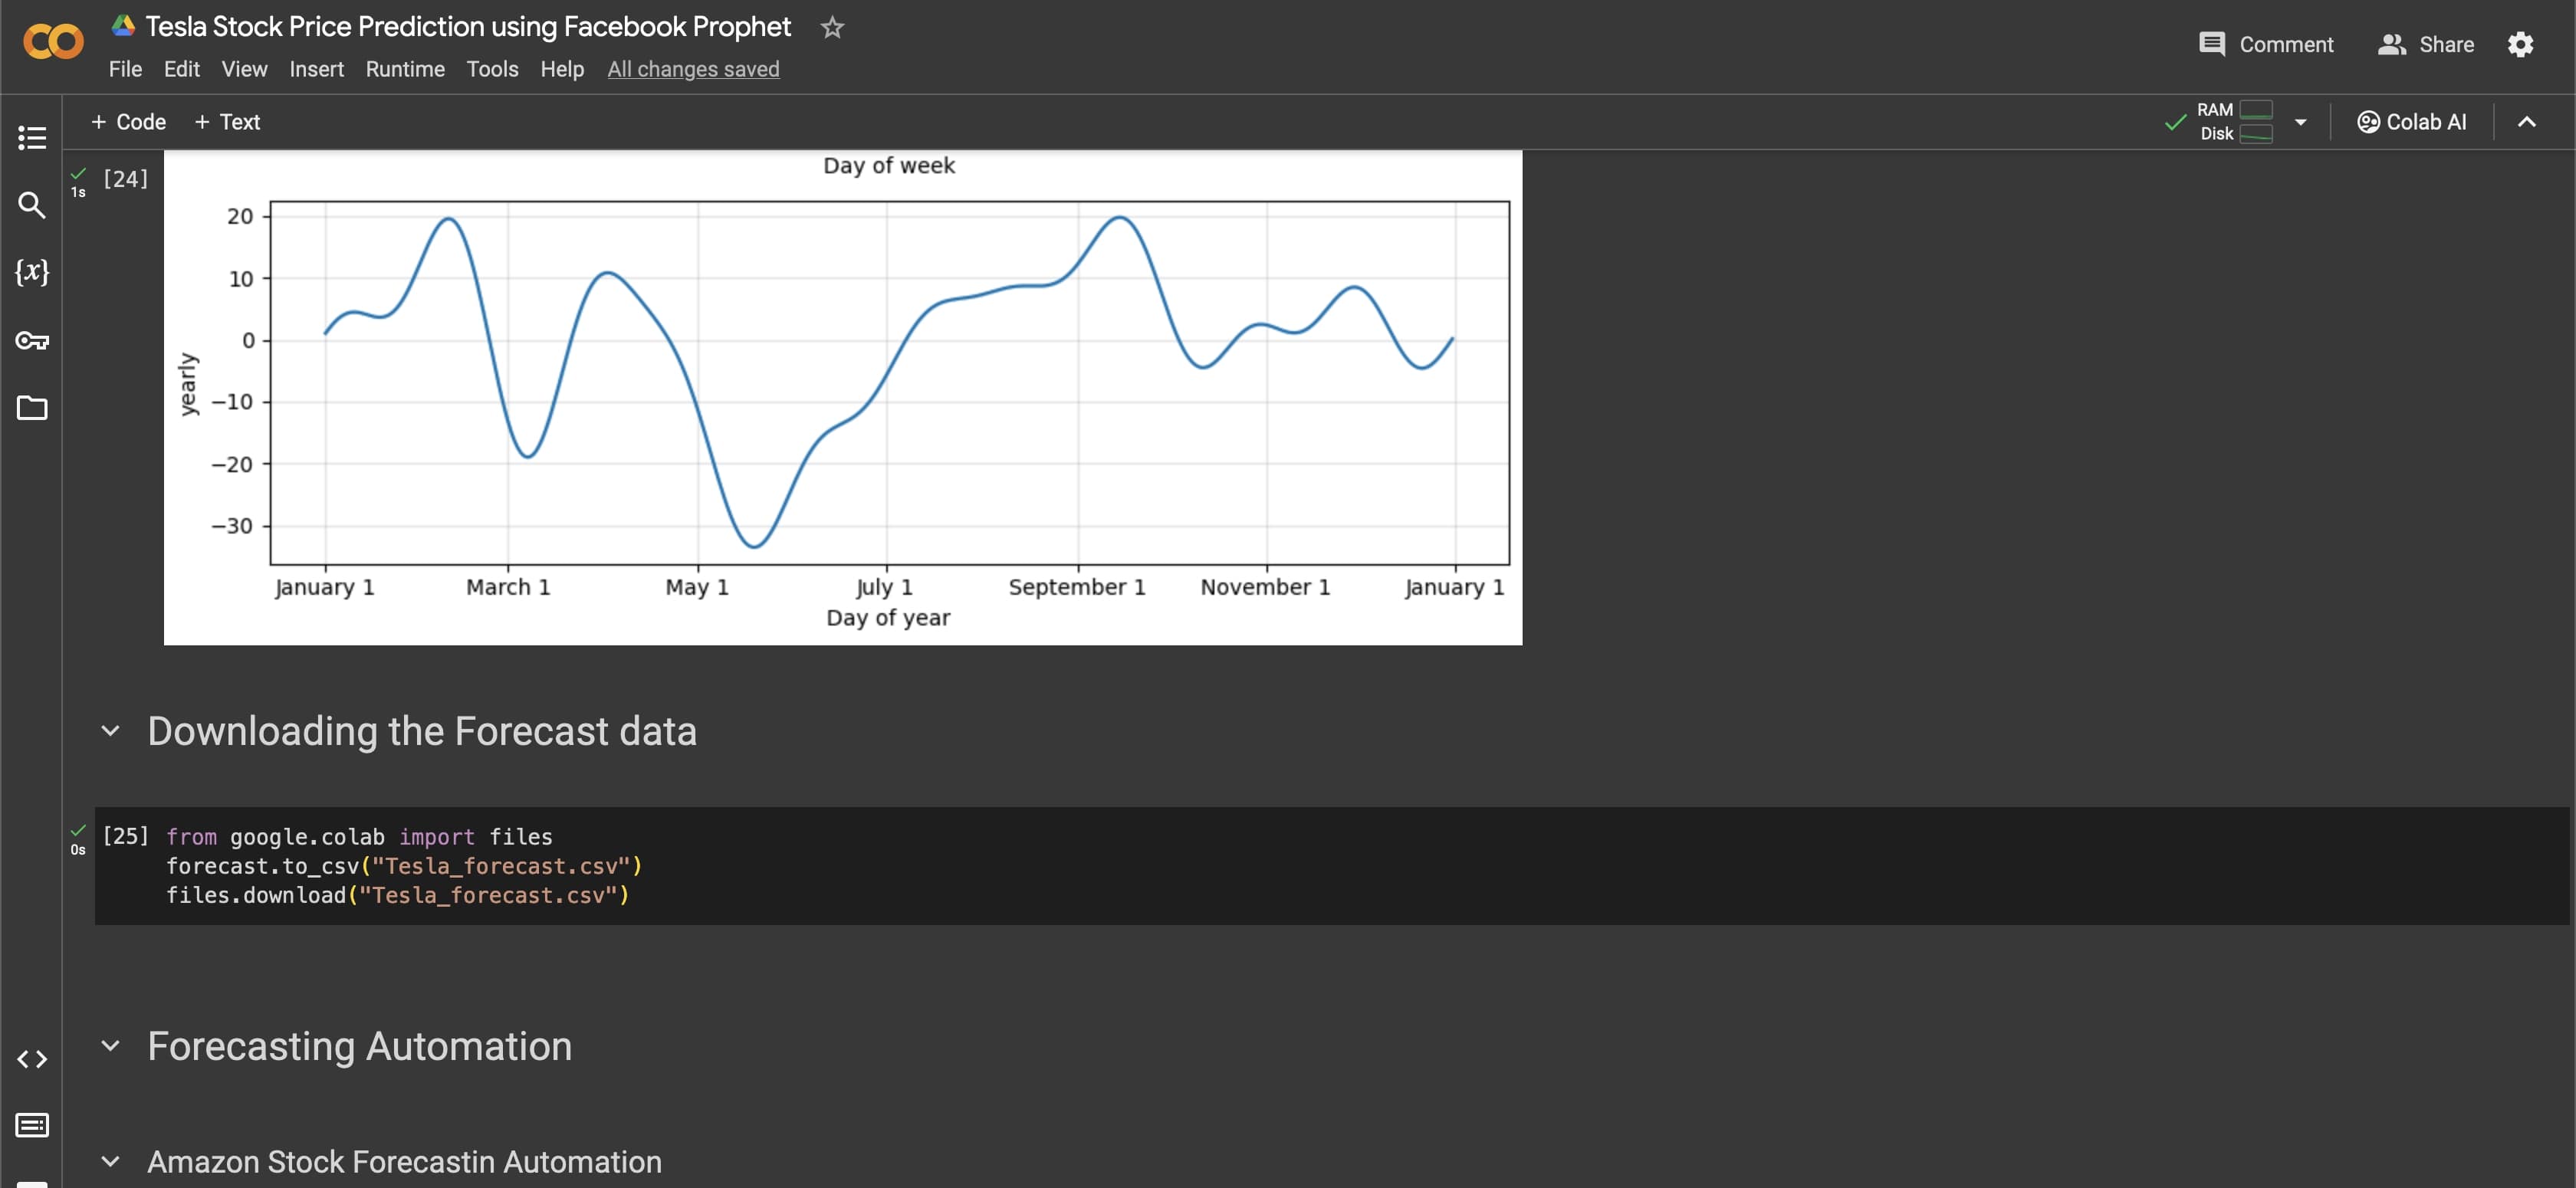 Tesla Stock Price Prediction using Facebook Prophet
Comment
Share
File Edit View Insert Runtime Tools Help All changes saved
+ Code + Text
RAM
Disk
Colab AI
1s
[24]
Day of week
20
10
0
−10
−20
−30
yearly
January 1 March 1 May 1 July 1 September 1 November 1 January 1
Day of year
{x}
Downloading the Forecast data
0s
[25] from google.colab import files
forecast.to_csv("Tesla_forecast.csv")
files.download("Tesla_forecast.csv")
Forecasting Automation
Amazon Stock Forecastin Automation